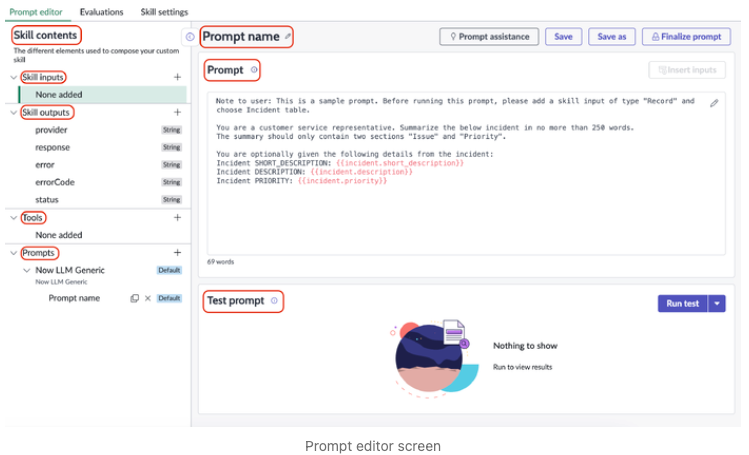 Prompt editor Evaluations Skill settings
Skill contents
The different elements used to compose your custom
skill
Skill inputs
None added
Skill outputs
provider String
response String
error String
errorCode String
status String
Tools
None added
Prompts
Now LLM Generic Default
Now LLM Generic
Prompt name Default
Prompt name
Prompt assistance Save Save as Finalize prompt
Prompt
Insert inputs
Note to user: This is a sample prompt. Before running this prompt, please add a skill input of type "Record" and
choose Incident table.
You are a customer service representative. Summarize the below incident in no more than 250 words.
The summary should only contain two sections "Issue" and "Priority".
You are optionally given the following details from the incident:
Incident SHORT_DESCRIPTION: {{incident.short_description}}
Incident DESCRIPTION: {{incident.description}}
Incident PRIORITY: {{incident.priority}}
69 words
Test prompt
Run test
Nothing to show
Run to view results
Prompt editor screen